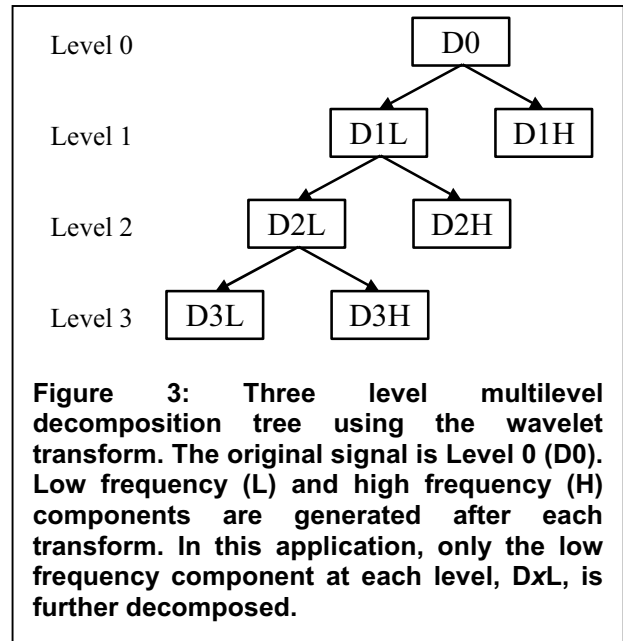 Level 0 D0
Level 1 D1L D1H
Level 2 D2L D2H
Level 3 D3L D3H
Figure 3: Three level multilevel
decomposition tree using the wavelet
transform. The original signal is Level 0 (D0).
Low frequency (L) and high frequency (H)
components are generated after each
transform. In this application, only the low
frequency component at each level, DxL, is
further decomposed.